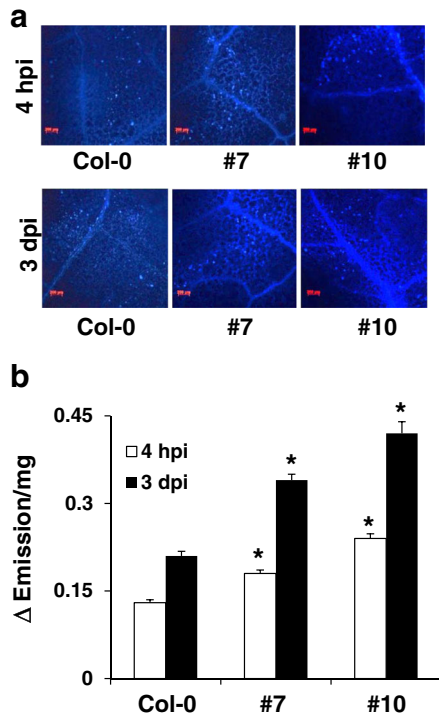 a
4 hpi
Col-0 #7 #10
3 dpi
Col-0 #7 #10
b
Δ Emission/mg
0.45
0.3
0.15
0
4 hpi
3 dpi
*
*
*
*
Col-0 #7 #10